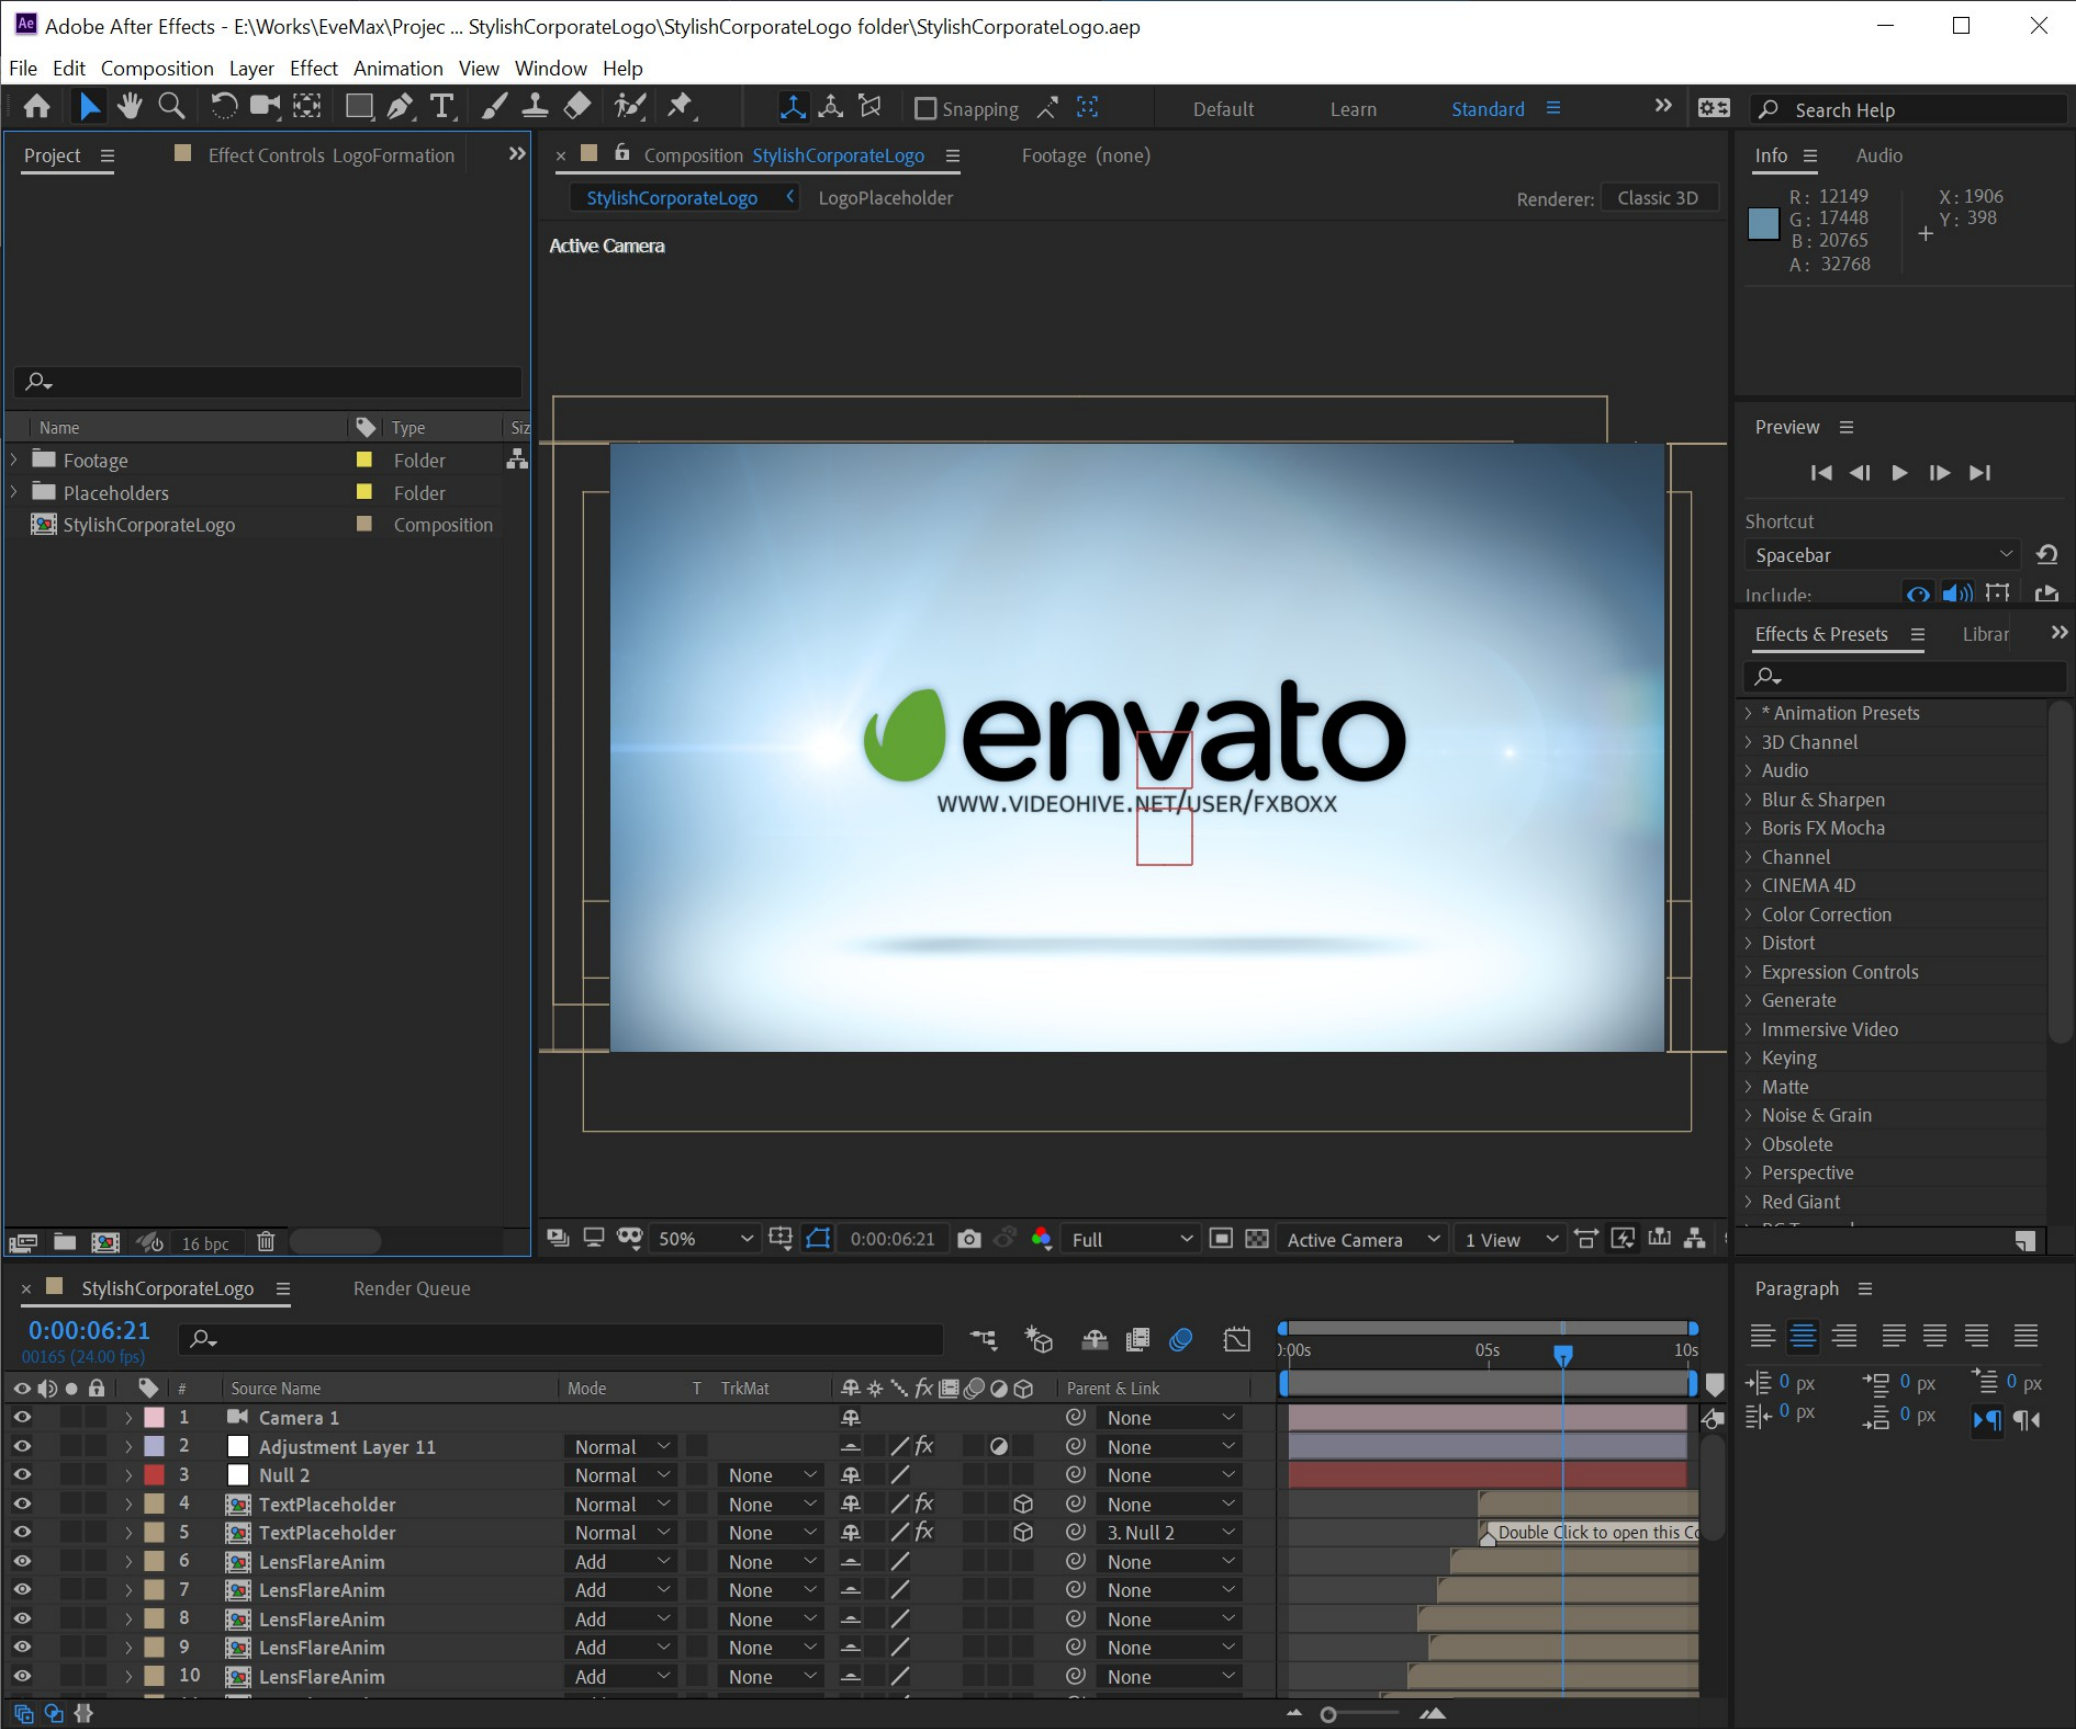 Ae Adobe After Effects - E:\Works\EveMax\Projec ... StylishCorporateLogo\StylishCorporateLogo folder\StylishCorporateLogo.aep
File Edit Composition Layer Effect Animation View Window Help
Snapping Default Learn Standard Search Help
Project Effect Controls LogoFormation
Composition StylishCorporateLogo Footage (none)
StylishCorporateLogo LogoPlaceholder Renderer: Classic 3D
Active Camera
Info Audio
R: 12149 X: 1906
G: 17448 Y: 398
B: 20765
A: 32768
Name Type Siz
Footage Folder
Placeholders Folder
StylishCorporateLogo Composition
envato
WWW.VIDEOHIVE.NET/USER/FXBOXX
Preview
Shortcut
Spacebar
Include:
Effects & Presets Librar
* Animation Presets
3D Channel
Audio
Blur & Sharpen
Boris FX Mocha
Channel
CINEMA 4D
Color Correction
Distort
Expression Controls
Generate
Immersive Video
Keying
Matte
Noise & Grain
Obsolete
Perspective
Red Giant
16 bpc
50% 0:00:06:21 Full Active Camera 1 View
StylishCorporateLogo Render Queue
0:00:06:21
00165 (24.00 fps)
):00s 05s 10s
# Source Name Mode T TrkMat fx Parent & Link
1 Camera 1 None
2 Adjustment Layer 11 Normal fx None
3 Null 2 Normal None None
4 TextPlaceholder Normal None fx None
5 TextPlaceholder Normal None fx 3. Null 2 Double Click to open this Co
6 LensFlareAnim Add None None
7 LensFlareAnim Add None None
8 LensFlareAnim Add None None
9 LensFlareAnim Add None None
10 LensFlareAnim Add None None
Paragraph
0 px 0 px 0 px
0 px 0 px